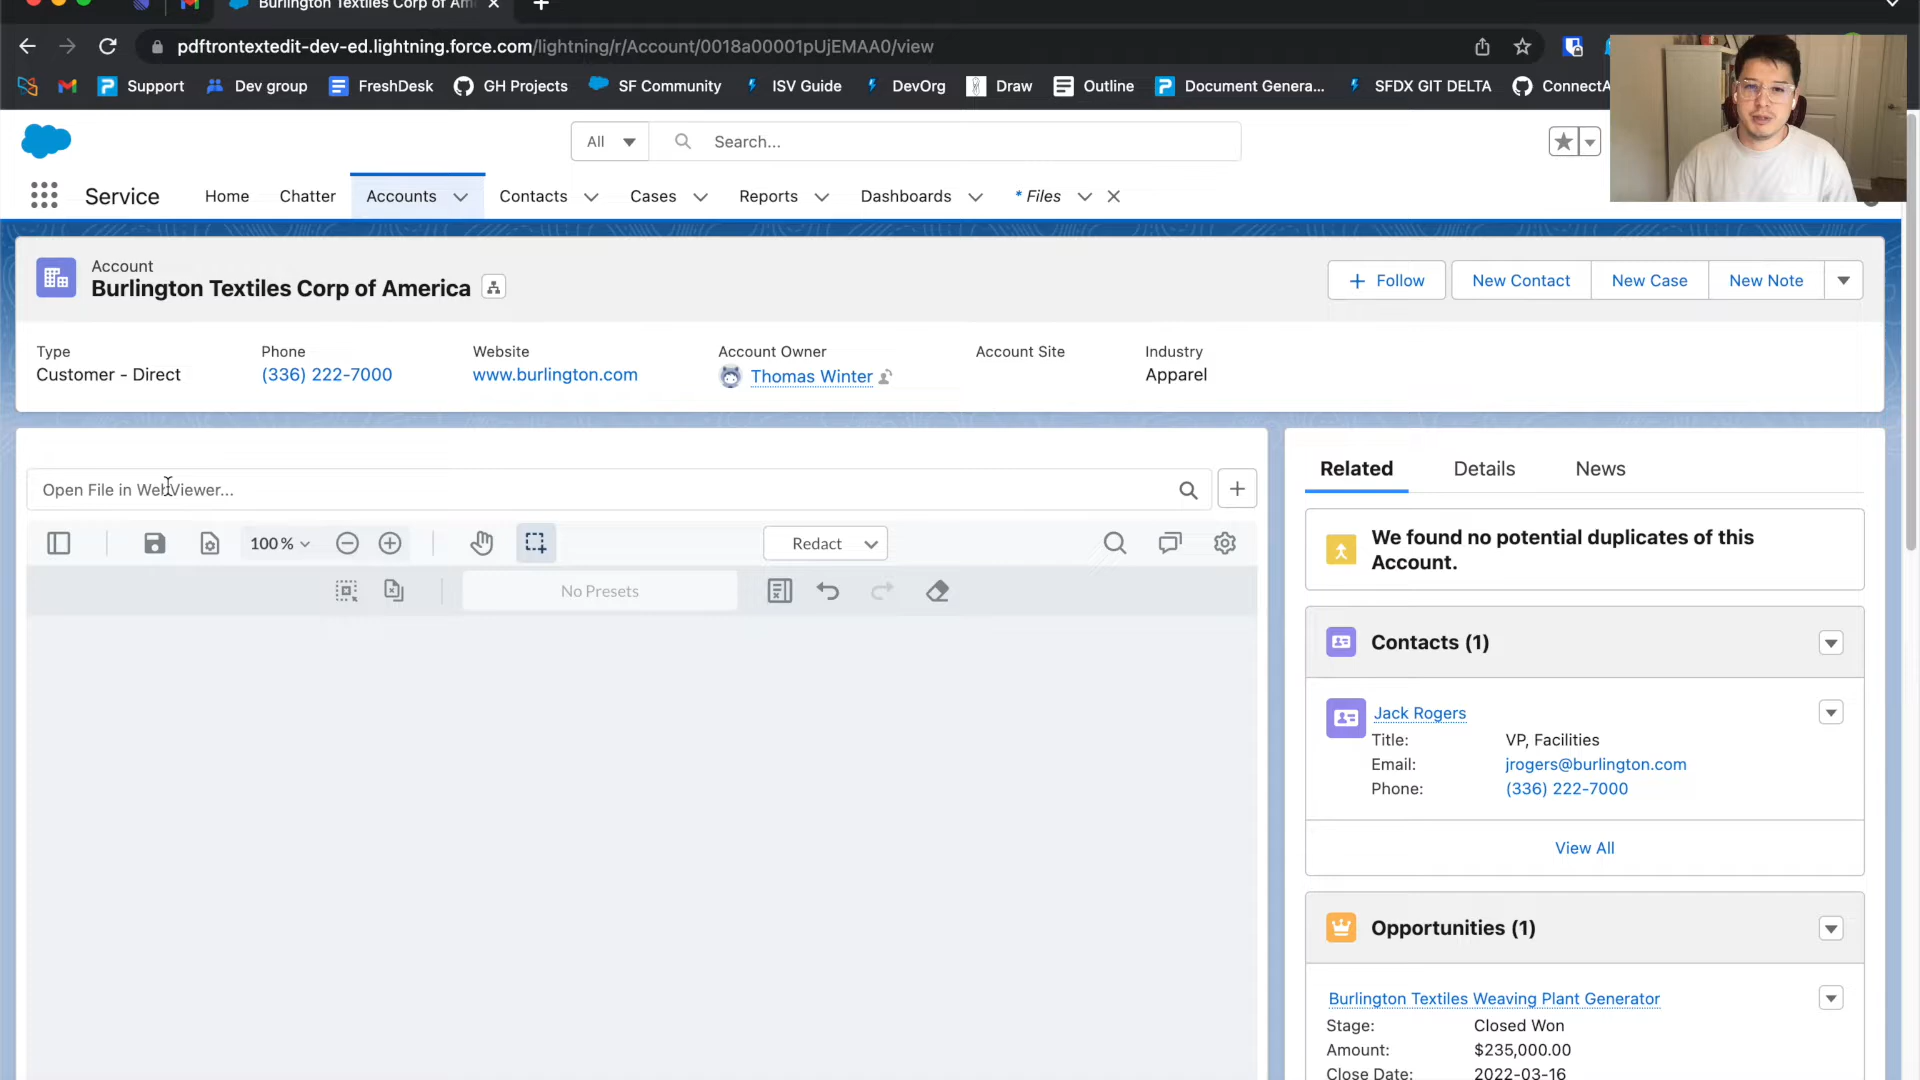 Burlington Textiles Corp of Am
pdftrontextedit-dev-ed.lightning.force.com/lightning/r/Account/0018a00001pUjEMAA0/view
Support Dev group FreshDesk GH Projects SF Community ISV Guide DevOrg Draw Outline Document Genera... SFDX GIT DELTA ConnectA
All Search...
Service Home Chatter Accounts Contacts Cases Reports Dashboards * Files
Account
Burlington Textiles Corp of America
Follow New Contact New Case New Note
Type Phone Website Account Owner Account Site Industry
Customer - Direct (336) 222-7000 www.burlington.com Thomas Winter Apparel
Open File in WebViewer...
100% Redact
No Presets
Related Details News
We found no potential duplicates of this
Account.
Contacts (1)
Jack Rogers
Title: VP, Facilities
Email: jrogers@burlington.com
Phone: (336) 222-7000
View All
Opportunities (1)
Burlington Textiles Weaving Plant Generator
Stage: Closed Won
Amount: $235,000.00
Close Date: 2022-03-16